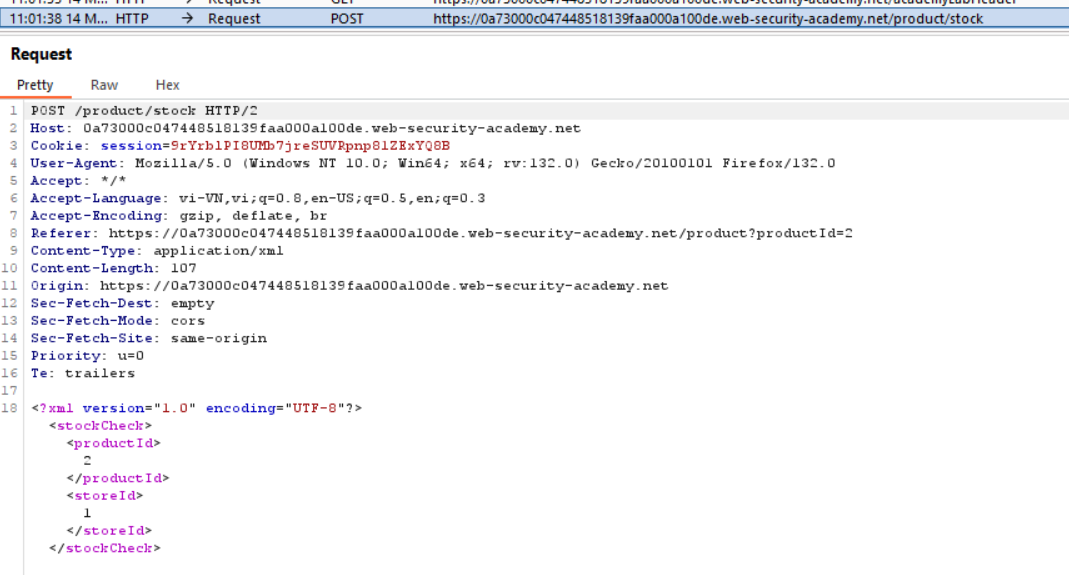 11:01:38 14 M... HTTP → Request POST https://0a73000c047448518139faa000a100de.web-security-academy.net/product/stock
Request
Pretty Raw Hex
1 POST /product/stock HTTP/2
2 Host: 0a73000c047448518139faa000a100de.web-security-academy.net
3 Cookie: session=9rYrblPI8UMb7jreSUVRpnp81ZExYQ8B
4 User-Agent: Mozilla/5.0 (Windows NT 10.0; Win64; x64; rv:132.0) Gecko/20100101 Firefox/132.0
5 Accept: */*
6 Accept-Language: vi-VN,vi;q=0.8,en-US;q=0.5,en;q=0.3
7 Accept-Encoding: gzip, deflate, br
8 Referer: https://0a73000c047448518139faa000a100de.web-security-academy.net/product?productId=2
9 Content-Type: application/xml
10 Content-Length: 107
11 Origin: https://0a73000c047448518139faa000a100de.web-security-academy.net
12 Sec-Fetch-Dest: empty
13 Sec-Fetch-Mode: cors
14 Sec-Fetch-Site: same-origin
15 Priority: u=0
16 Te: trailers
17
18 <?xml version="1.0" encoding="UTF-8"?>
<stockCheck>
<productId>
2
</productId>
<storeId>
1
</storeId>
</stockCheck>